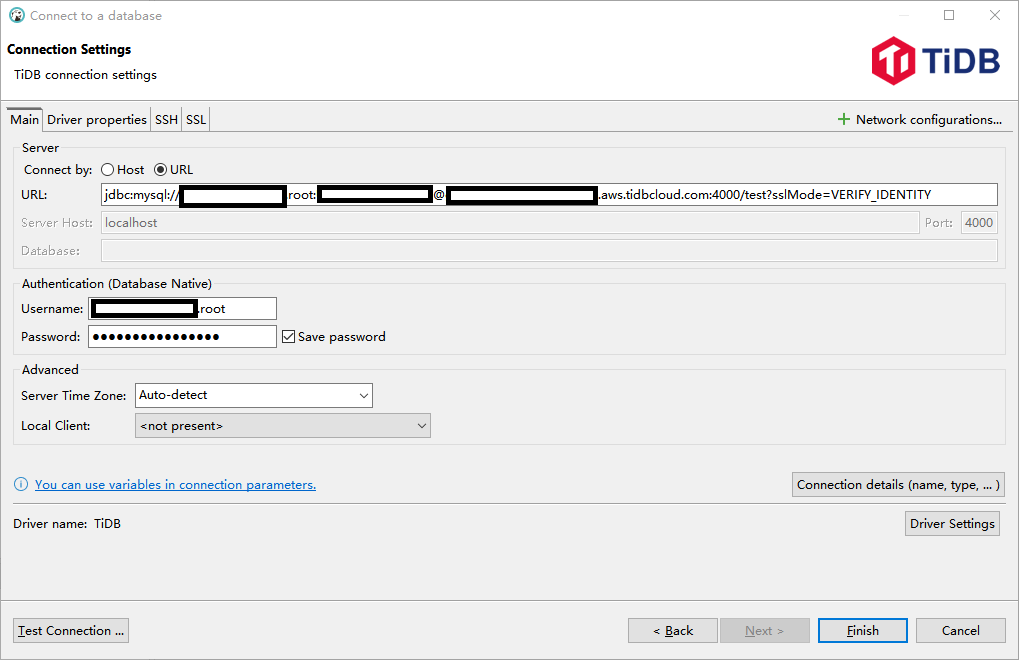 Connect to a database
Connection Settings
TiDB connection settings
TiDB
Main Driver properties SSH SSL Network configurations...
Server
Connect by: Host URL
URL: jdbc:mysql:// root: @ .aws.tidbcloud.com:4000/test?sslMode=VERIFY_IDENTITY
Server Host: localhost Port: 4000
Database:
Authentication (Database Native)
Username: .root
Password: ●●●●●●●●●●●●●●●● Save password
Advanced
Server Time Zone: Auto-detect
Local Client: <not present>
You can use variables in connection parameters. Connection details (name, type, ... )
Driver name: TiDB Driver Settings
Test Connection ... < Back Next > Finish Cancel